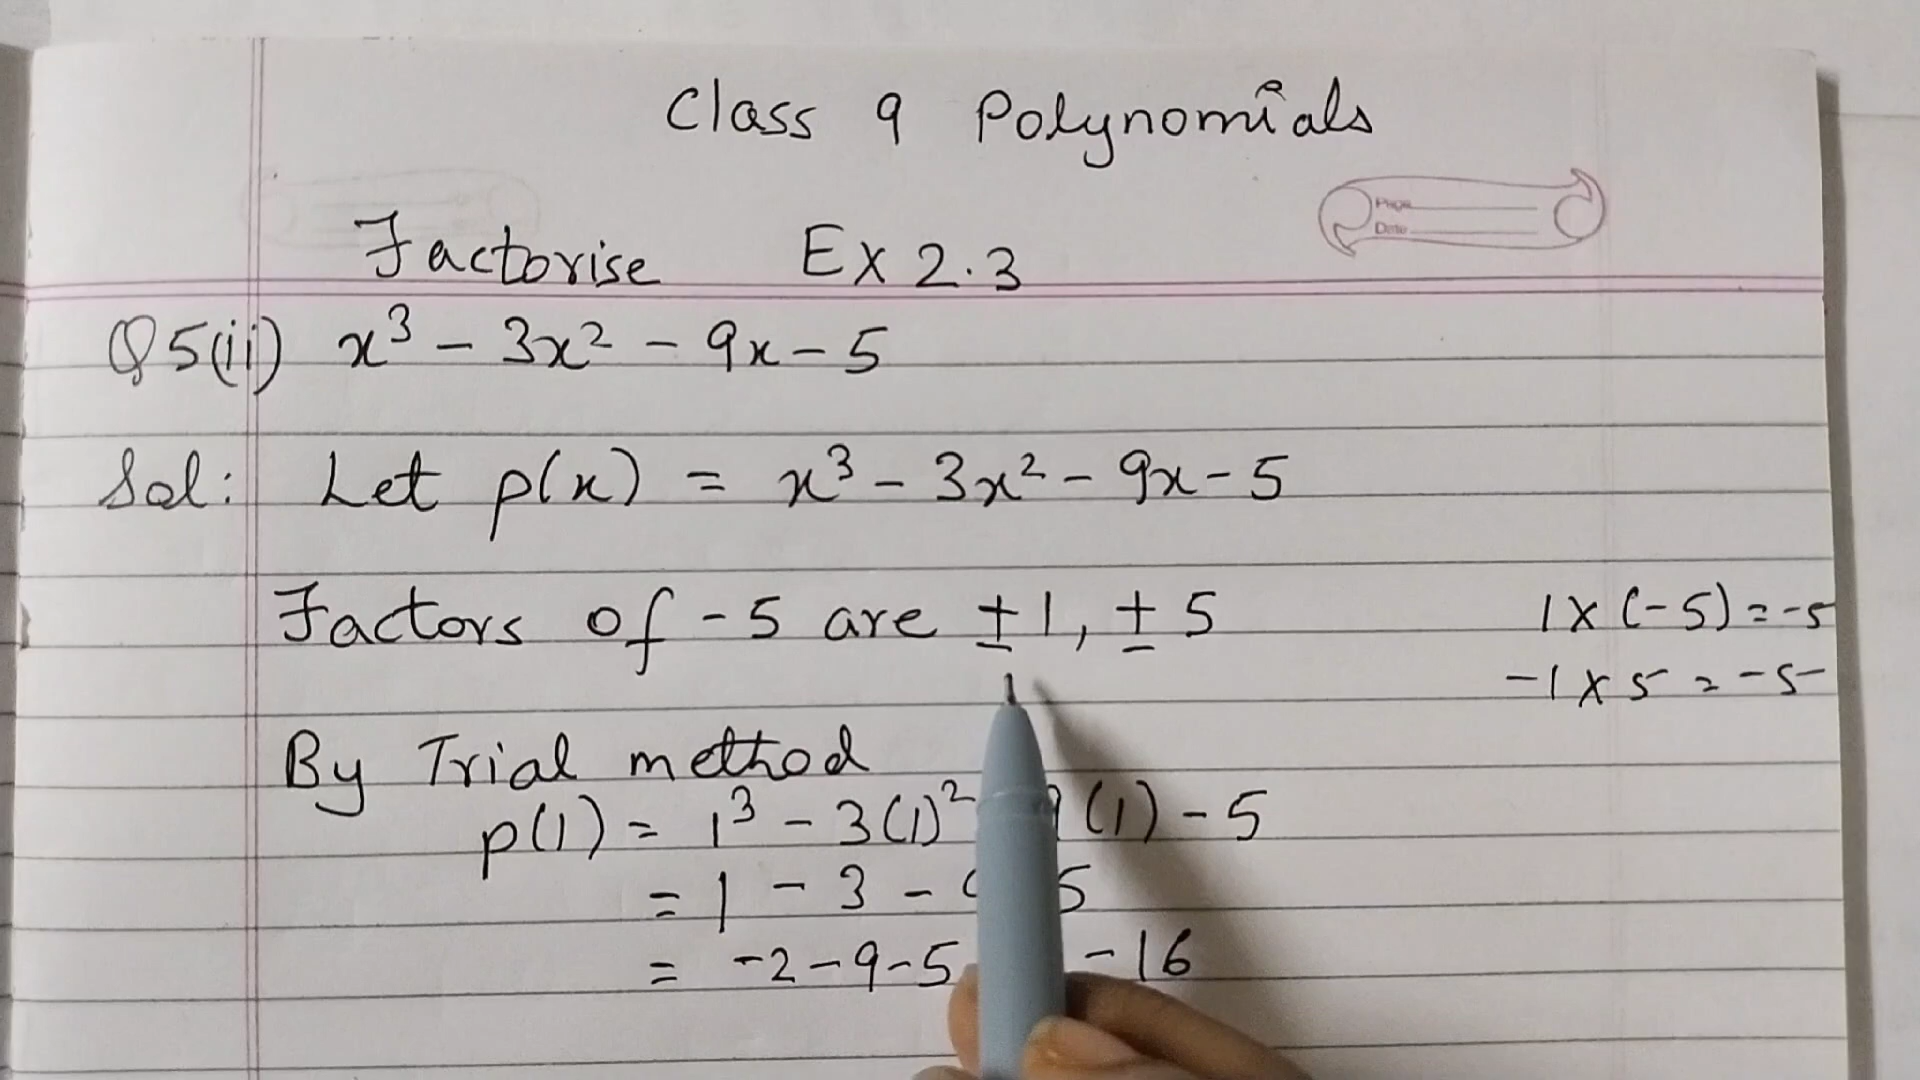 Class 9 Polynomials
Page
Date
Factorise Ex 2.3
Q5(ii) x³ - 3x² - 9x - 5
Sol: Let p(x) = x³ - 3x² - 9x - 5
Factors of -5 are ±1, ±5
1 x (-5) = -5
-1 x 5 = -5
By Trial method
p(1) = 1³ - 3(1)² 9(1) - 5
= 1 - 3 - 5
= -2-9-5 -16